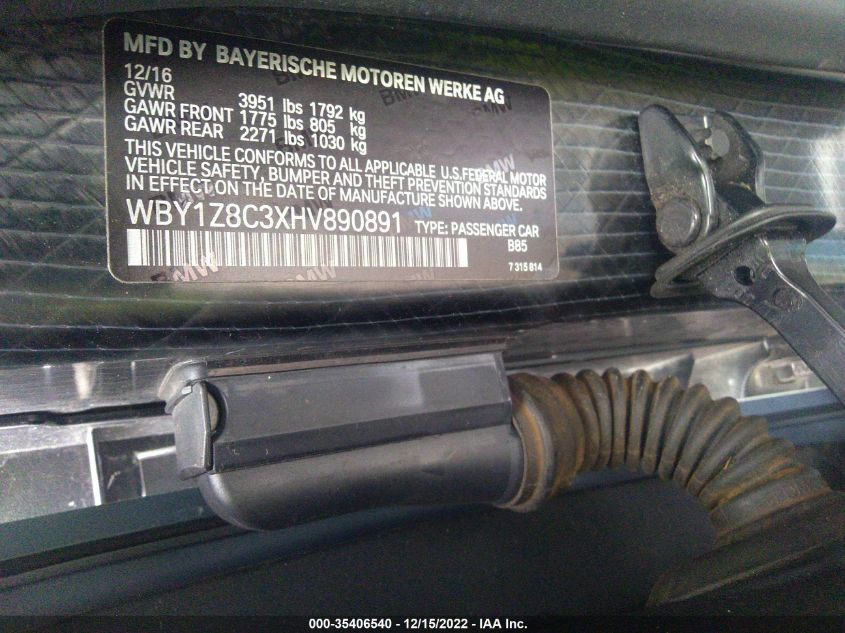 MFD BY BAYERISCHE MOTOREN WERKE AG
12/16
GVWR 3951 lbs 1792 kg
GAWR FRONT 1775 lbs 805 kg
GAWR REAR 2271 lbs 1030 kg
THIS VEHICLE CONFORMS TO ALL APPLICABLE U.S.FEDERAL MOTOR
VEHICLE SAFETY, BUMPER AND THEFT PREVENTION STANDARDS
IN EFFECT ON THE DATE OF MANUFACTURE SHOWN ABOVE.
WBY1Z8C3XHV890891 TYPE: PASSENGER CAR
B85
7 315 814
BMW
BMW
000-35406540 - 12/15/2022 - IAA Inc.